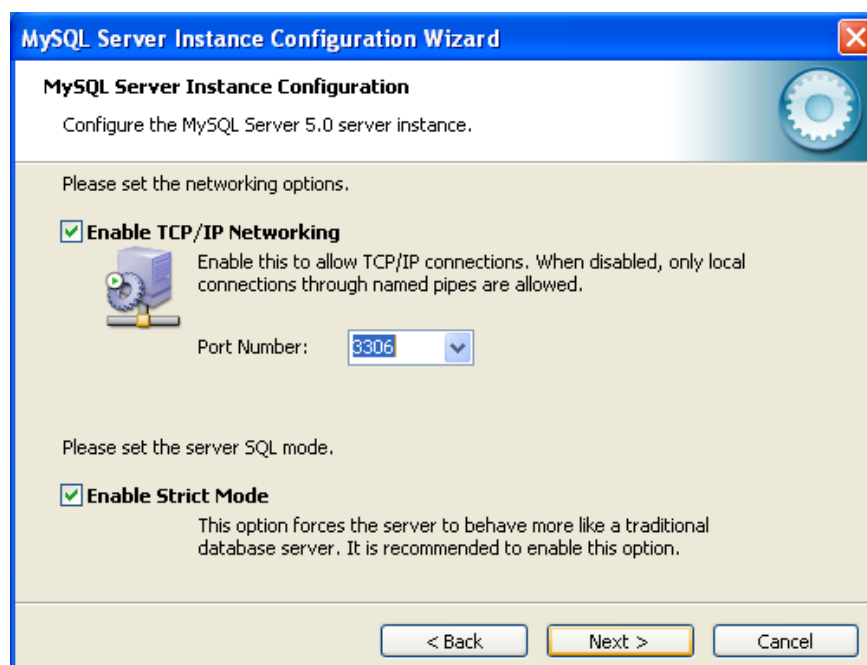 MySQL Server Instance Configuration Wizard
MySQL Server Instance Configuration
Configure the MySQL Server 5.0 server instance.
Please set the networking options.
Enable TCP/IP Networking
Enable this to allow TCP/IP connections. When disabled, only local
connections through named pipes are allowed.
Port Number: 3306
Please set the server SQL mode.
Enable Strict Mode
This option forces the server to behave more like a traditional
database server. It is recommended to enable this option.
< Back Next > Cancel